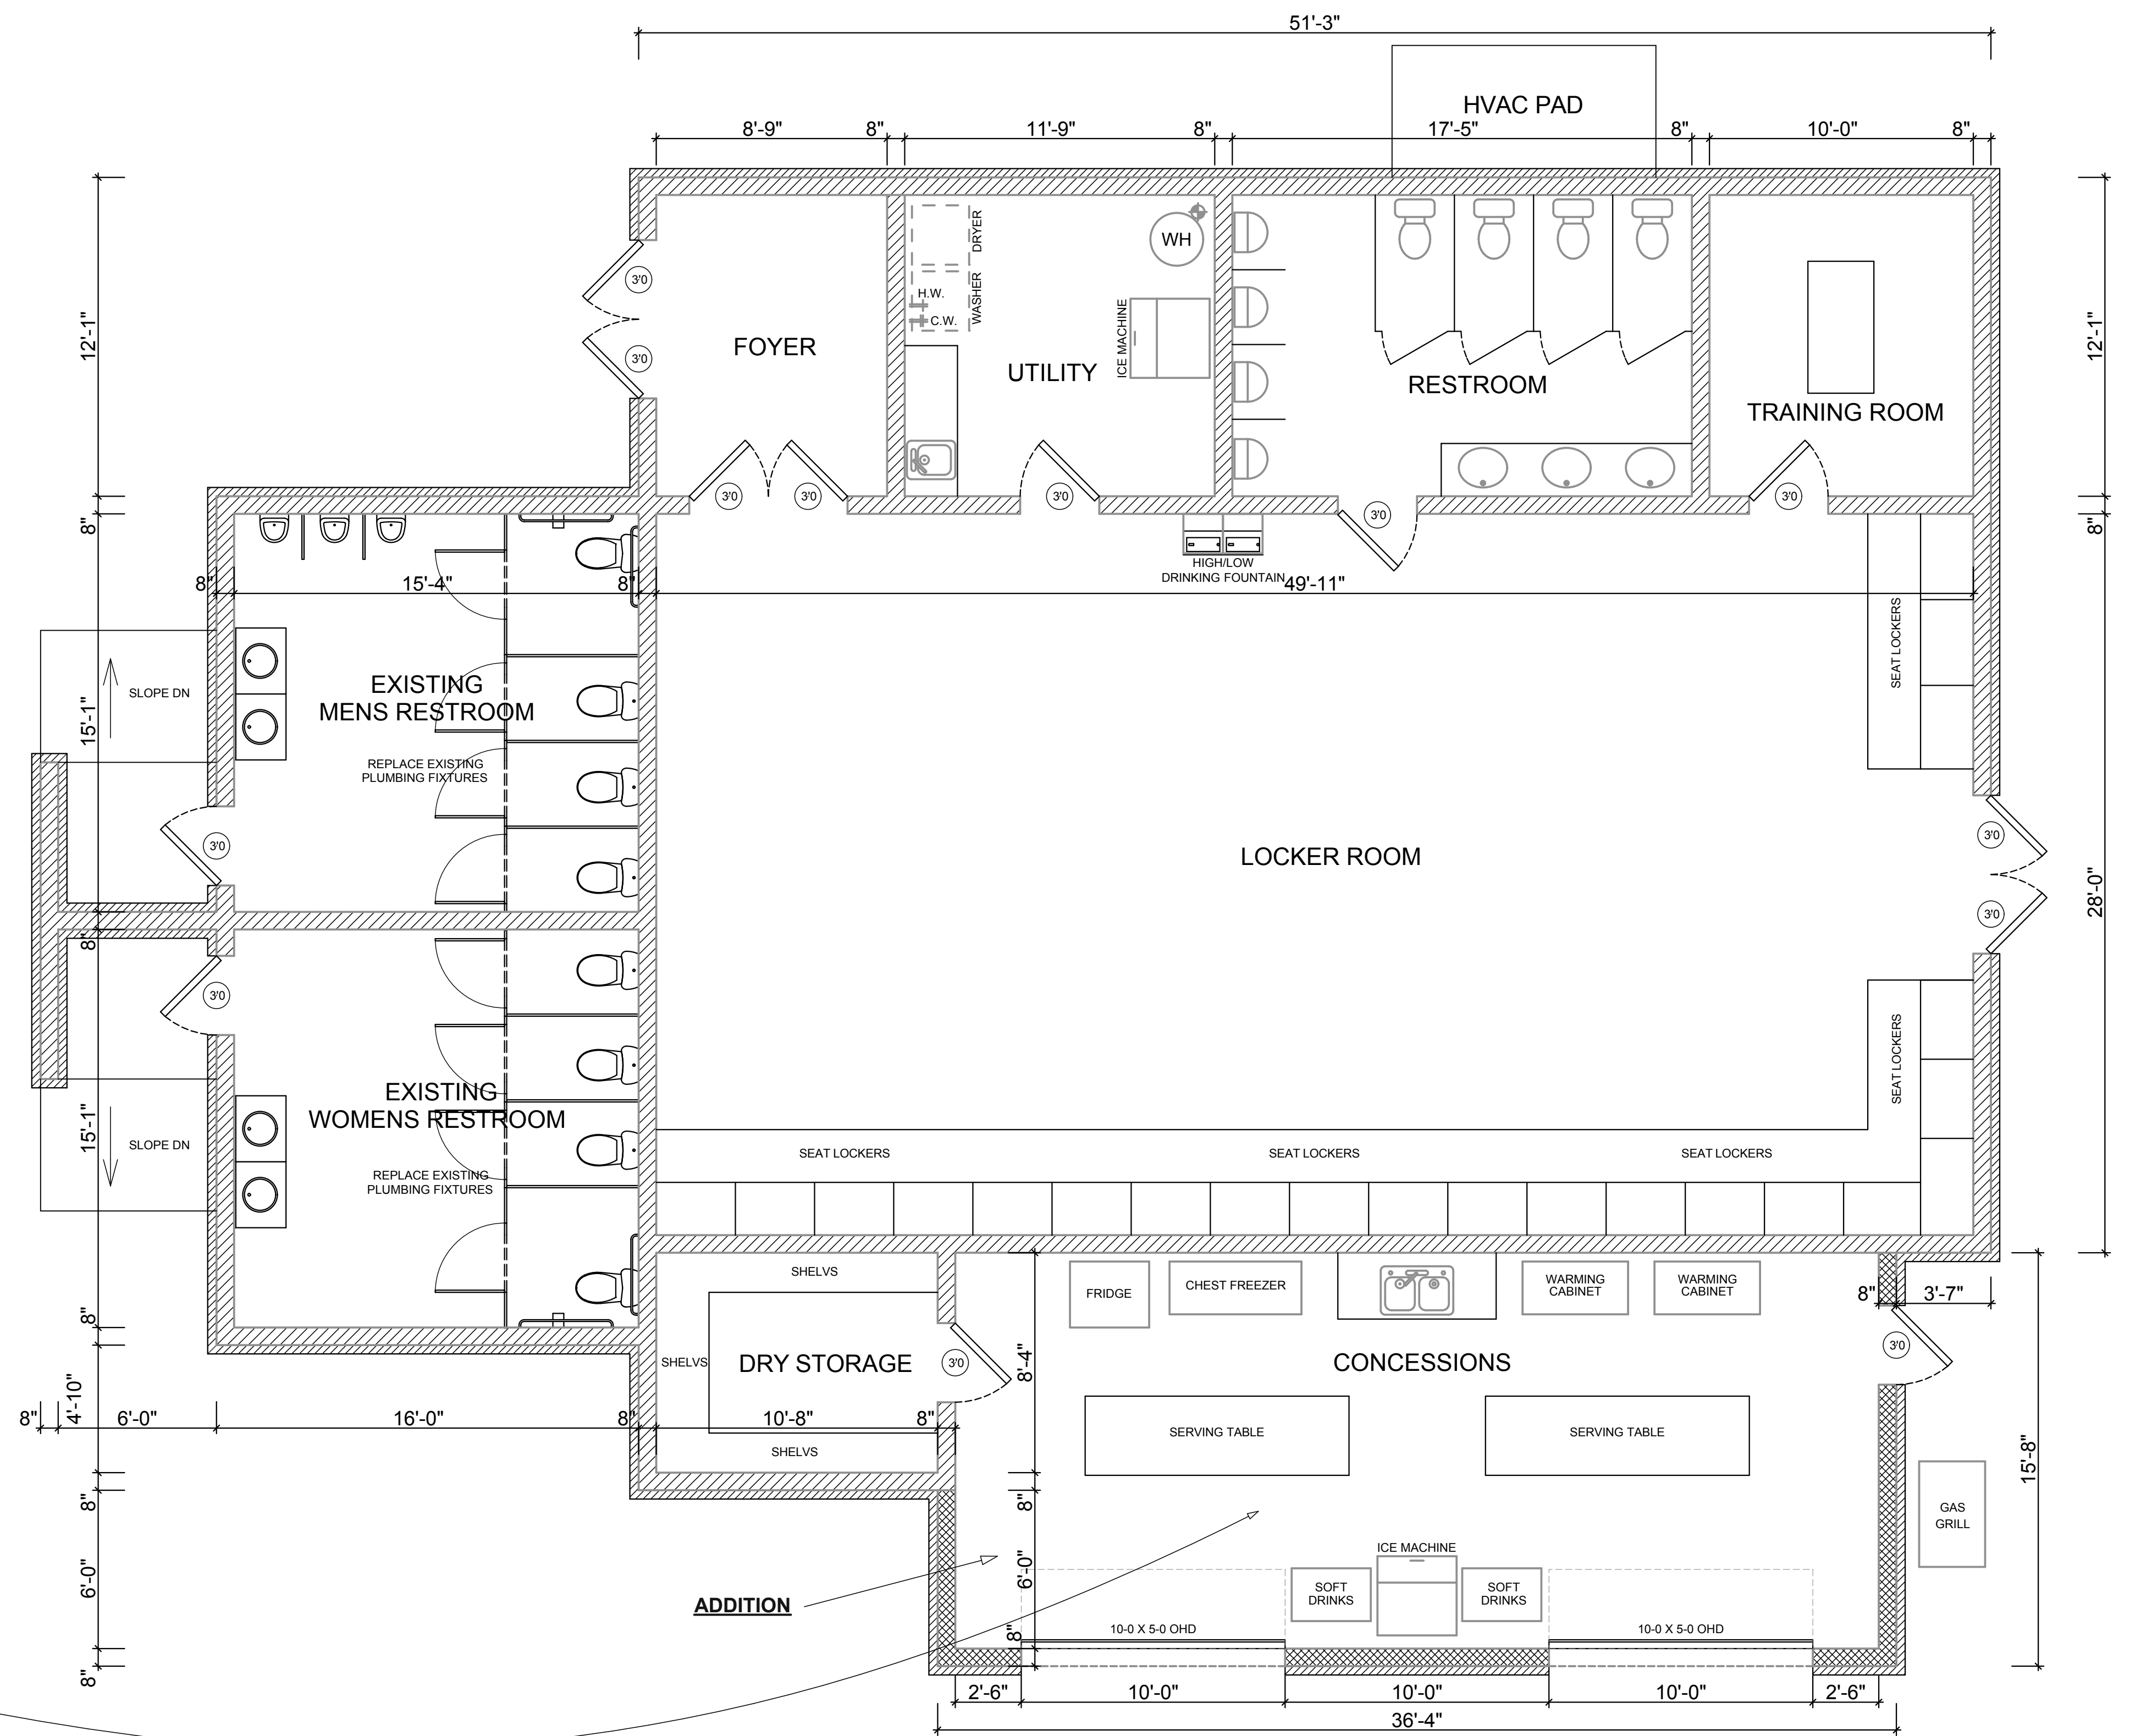 51'-3"
HVAC PAD
8'-9"
8"
11'-9"
8"
17'-5"
8"
10'-0"
8"
12'-1"
3'0
3'0
FOYER
3'0
3'0
DRYER
WASHER
H.W.
C.W.
WH
ICE MACHINE
UTILITY
3'0
RESTROOM
3'0
TRAINING ROOM
3'0
12'-1"
8"
8"
HIGH/LOW
DRINKING FOUNTAIN
8"
15'-4"
8"
49'-11"
SEAT LOCKERS
SLOPE DN
15'-1"
EXISTING
MENS RESTROOM
REPLACE EXISTING
PLUMBING FIXTURES
3'0
LOCKER ROOM
3'0
3'0
28'-0"
8"
3'0
SLOPE DN
15'-1"
EXISTING
WOMENS RESTROOM
REPLACE EXISTING
PLUMBING FIXTURES
SEAT LOCKERS
SEAT LOCKERS
SEAT LOCKERS
SEAT LOCKERS
8"
SHELVS
SHELVS
DRY STORAGE
SHELVS
3'0
FRIDGE
CHEST FREEZER
WARMING
CABINET
WARMING
CABINET
8"
3'-7"
3'0
8'-4"
CONCESSIONS
SERVING TABLE
SERVING TABLE
8"
4'-10"
6'-0"
16'-0"
8"
10'-8"
8"
15'-8"
8"
8"
GAS
GRILL
6'-0"
6'-0"
ADDITION
ICE MACHINE
SOFT
DRINKS
SOFT
DRINKS
10-0 X 5-0 OHD
10-0 X 5-0 OHD
8"
8"
2'-6"
10'-0"
10'-0"
10'-0"
2'-6"
36'-4"